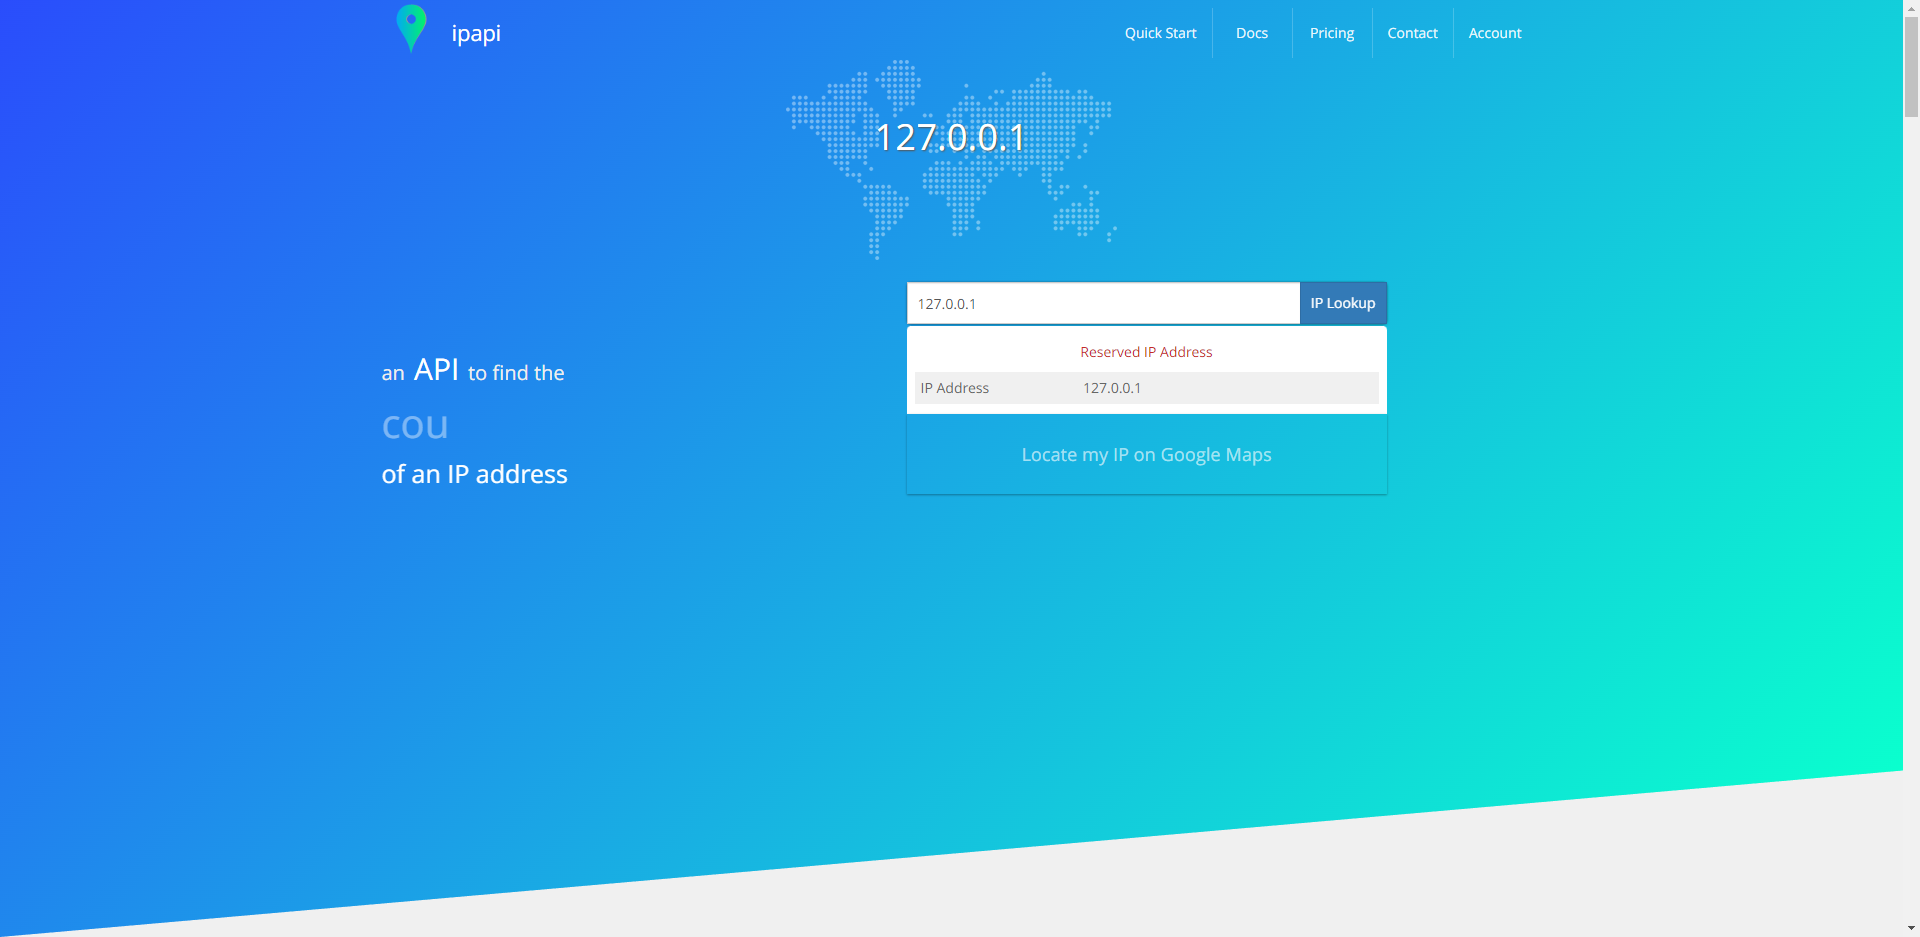 ipapi
Quick Start
Docs
Pricing
Contact
Account
127.0.0.1
127.0.0.1
IP Lookup
Reserved IP Address
IP Address 127.0.0.1
Locate my IP on Google Maps
an API to find the
cou
of an IP address